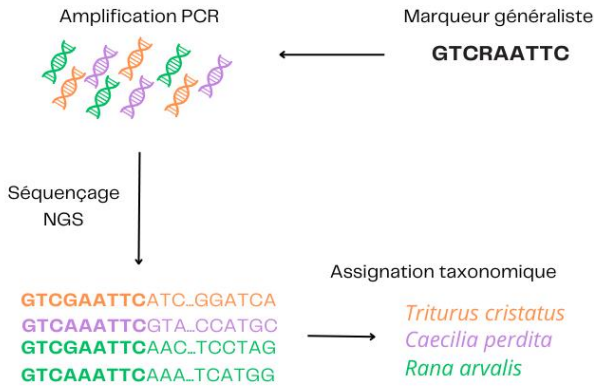 Amplification PCR
Marqueur généraliste
GTCRAATTC
Séquençage
NGS
Assignation taxonomique
GTCGAATTCATC...GGATCA
GTCAAATTCGTA...CCATGC
GTCGAATTCAAC...TCCTAG
GTCAAATTCAAA...TCATGG
Triturus cristatus
Caecilia perdita
Rana arvalis